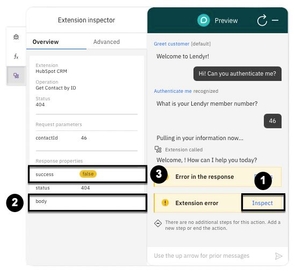 Extension inspector
Overview
Advanced
Extension
HubSpot CRM
Operation
Get Contact by ID
Status
404
Request parameters
contactId 46
Response properties
success false
status 404
body
2
Preview
Greet customer (default)
Welcome to Lendyr!
Hi! Can you authenticate me?
Authenticate me recognized
What is your Lendyr member number?
46
Pulling in your information now...
Extension called
Welcome, ! How can I help you today?
3
Error in the response
1
Extension error
Inspect
There are no additional steps for this action. Add a
new step or end the action.
Use the up arrow for prior messages